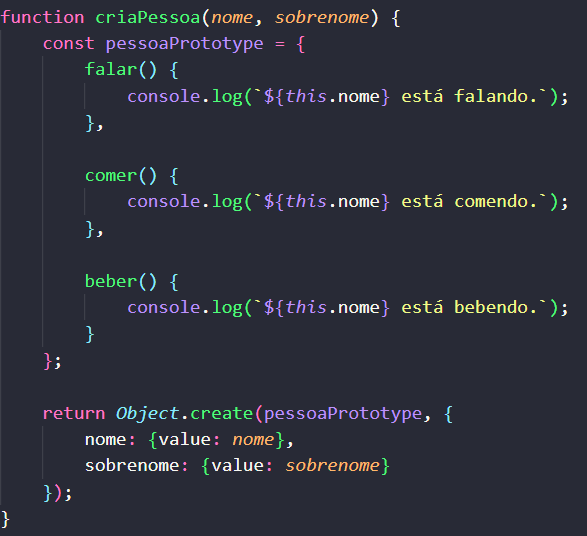 function criaPessoa(nome, sobrenome) {
    const pessoaPrototype = {
        falar() {
            console.log(`${this.nome} está falando.`);
        },

        comer() {
            console.log(`${this.nome} está comendo.`);
        },

        beber() {
            console.log(`${this.nome} está bebendo.`);
        }
    };

    return Object.create(pessoaPrototype, {
        nome: {value: nome},
        sobrenome: {value: sobrenome}
    });
}